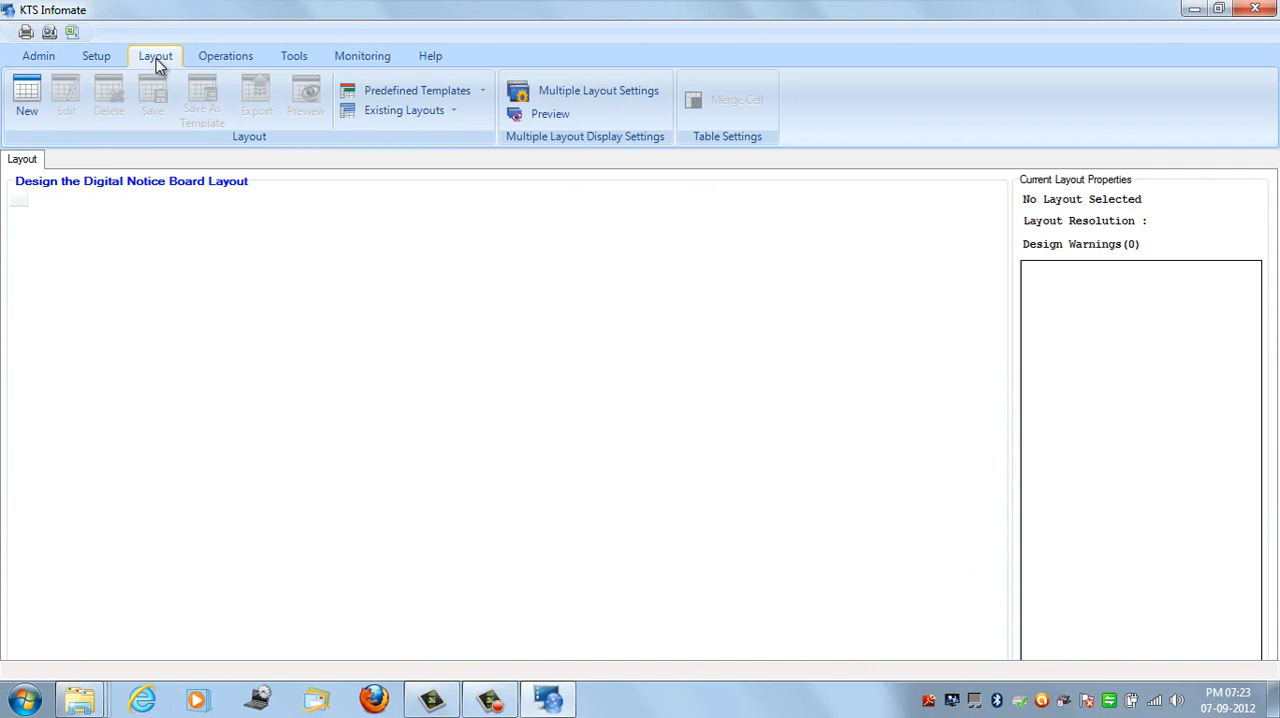 KTS Infomate
Admin Setup Layout Operations Tools Monitoring Help
New Edit Delete Save Save As Template Export Preview
Predefined Templates
Existing Layouts
Multiple Layout Settings
Preview
Merge Cell
Layout Multiple Layout Display Settings Table Settings
Layout
Design the Digital Notice Board Layout
Current Layout Properties
No Layout Selected
Layout Resolution :
Design Warnings(0)
PM 07:23
07-09-2012